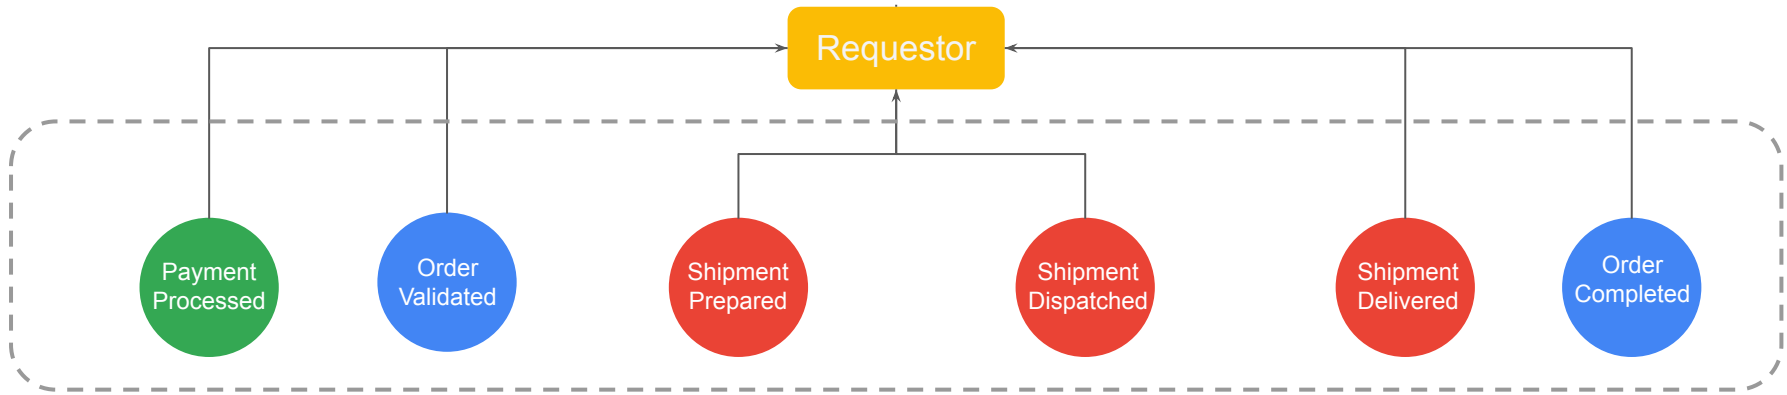 Requestor
Payment
Processed
Order
Validated
Shipment
Prepared
Shipment
Dispatched
Shipment
Delivered
Order
Completed